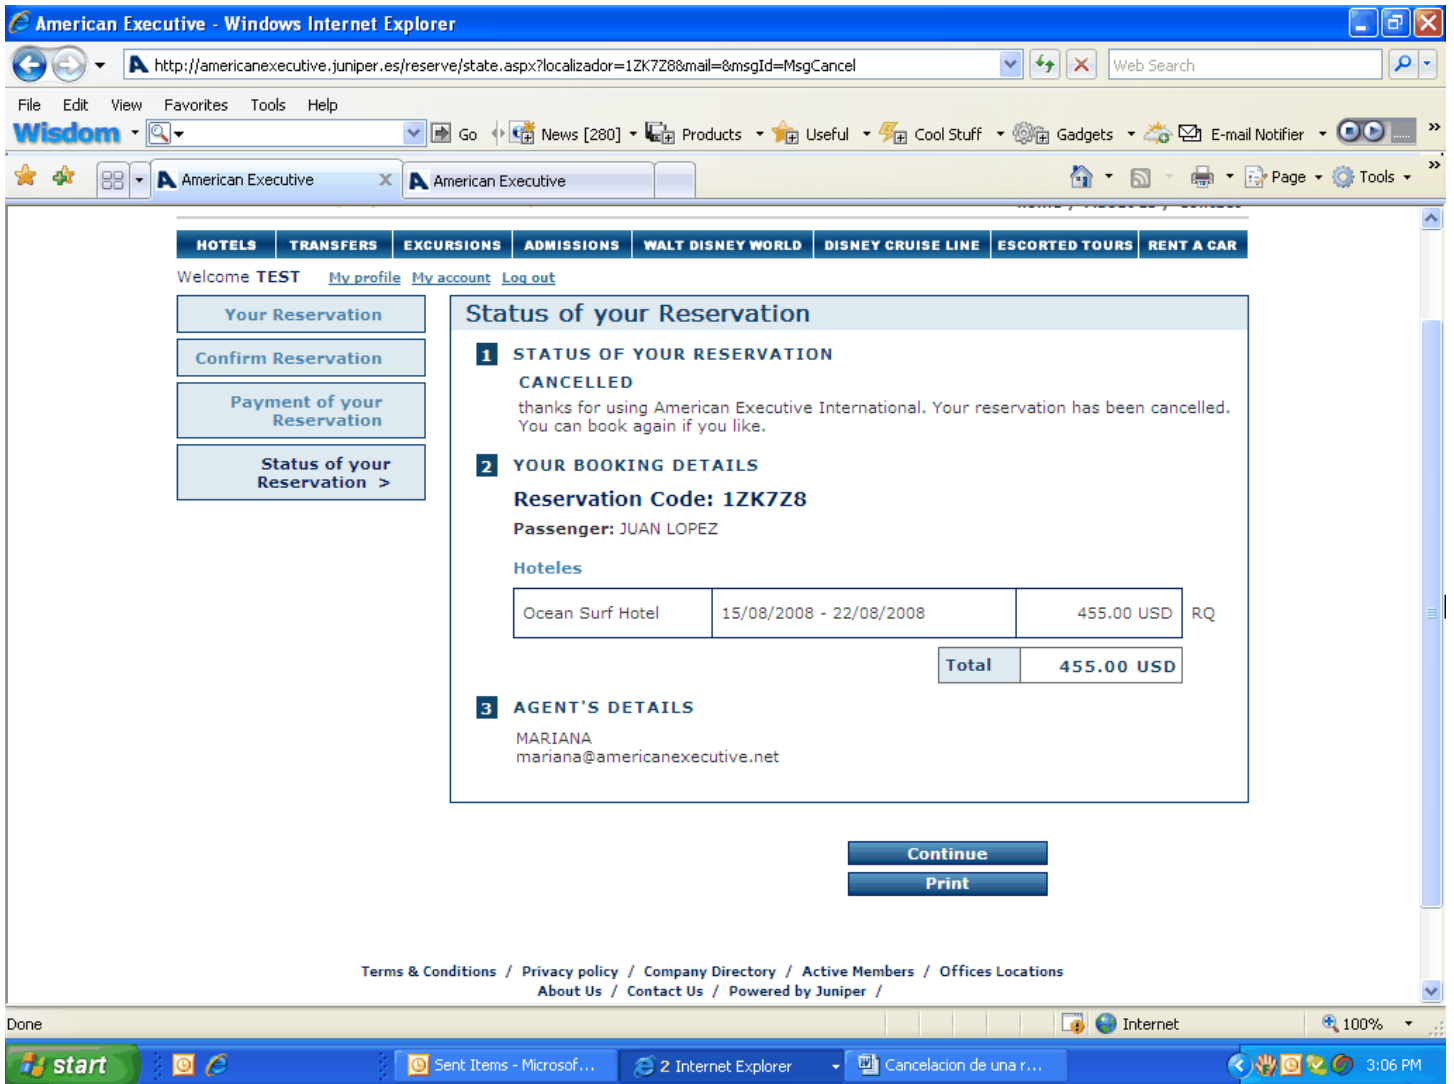 American Executive - Windows Internet Explorer
http://americanexecutive.juniper.es/reserve/state.aspx?localizador=1ZK7Z8&mail=&msgId=MsgCancel
Web Search
File Edit View Favorites Tools Help
Wisdom Go News [280] Products Useful Cool Stuff Gadgets E-mail Notifier
American Executive American Executive Page Tools
HOTELS TRANSFERS EXCURSIONS ADMISSIONS WALT DISNEY WORLD DISNEY CRUISE LINE ESCORTED TOURS RENT A CAR
Welcome TEST My profile My account Log out
Your Reservation
Confirm Reservation
Payment of your
Reservation
Status of your
Reservation >
Status of your Reservation
1 STATUS OF YOUR RESERVATION
CANCELLED
thanks for using American Executive International. Your reservation has been cancelled.
You can book again if you like.
2 YOUR BOOKING DETAILS
Reservation Code: 1ZK7Z8
Passenger: JUAN LOPEZ
Hoteles
Ocean Surf Hotel 15/08/2008 - 22/08/2008 455.00 USD RQ
Total 455.00 USD
3 AGENT'S DETAILS
MARIANA
mariana@americanexecutive.net
Continue
Print
Terms & Conditions / Privacy policy / Company Directory / Active Members / Offices Locations
About Us / Contact Us / Powered by Juniper /
Done Internet 100%
start Sent Items - Microsof... 2 Internet Explorer Cancelacion de una r... 3:06 PM